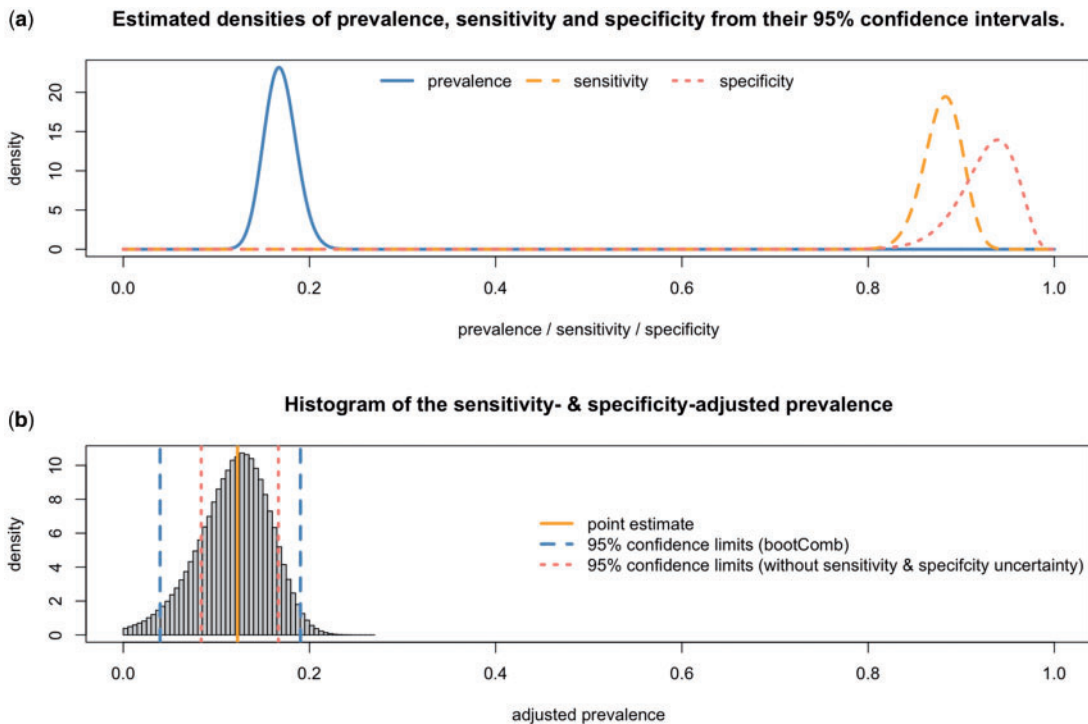 (a) Estimated densities of prevalence, sensitivity and specificity from their 95% confidence intervals.
prevalence sensitivity specificity
density
0 5 10 15 20
0.0 0.2 0.4 0.6 0.8 1.0
prevalence / sensitivity / specificity
(b) Histogram of the sensitivity- & specificity-adjusted prevalence
density
0 2 4 6 8 10
point estimate
95% confidence limits (bootComb)
95% confidence limits (without sensitivity & specifcity uncertainty)
0.0 0.2 0.4 0.6 0.8 1.0
adjusted prevalence